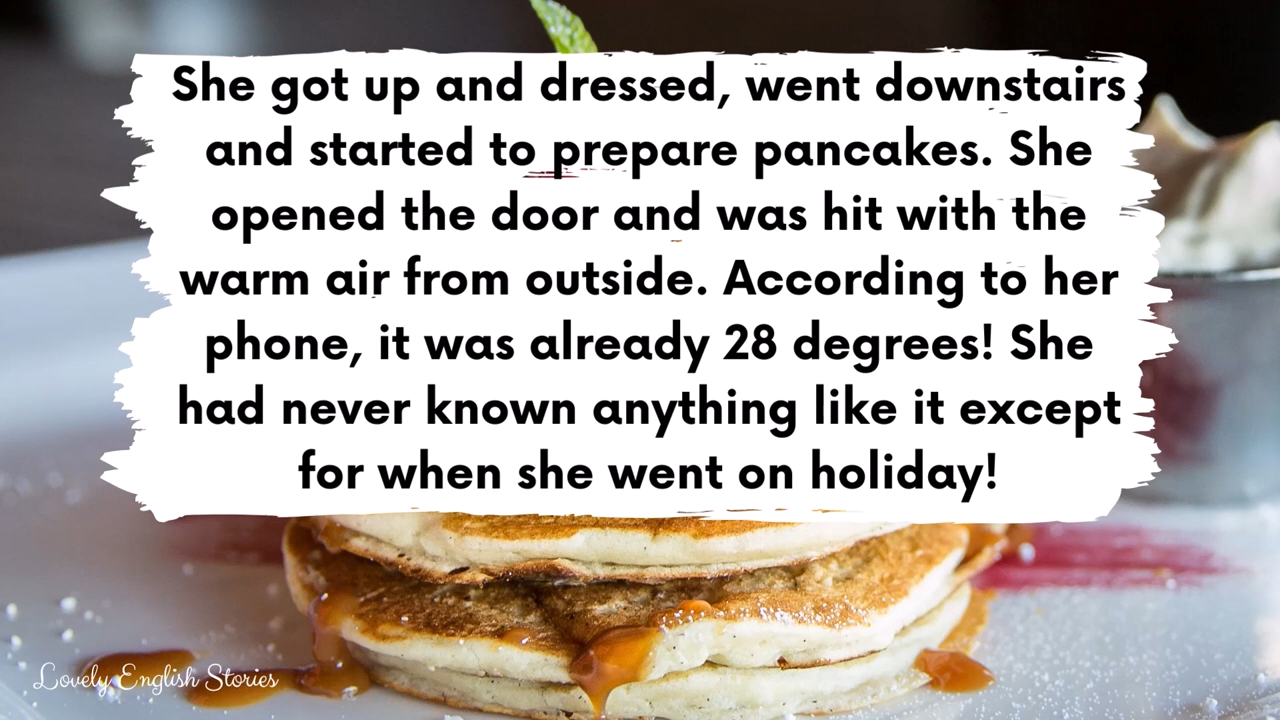 She got up and dressed, went downstairs
and started to prepare pancakes. She
opened the door and was hit with the
warm air from outside. According to her
phone, it was already 28 degrees! She
had never known anything like it except
for when she went on holiday!
Lovely English Stories